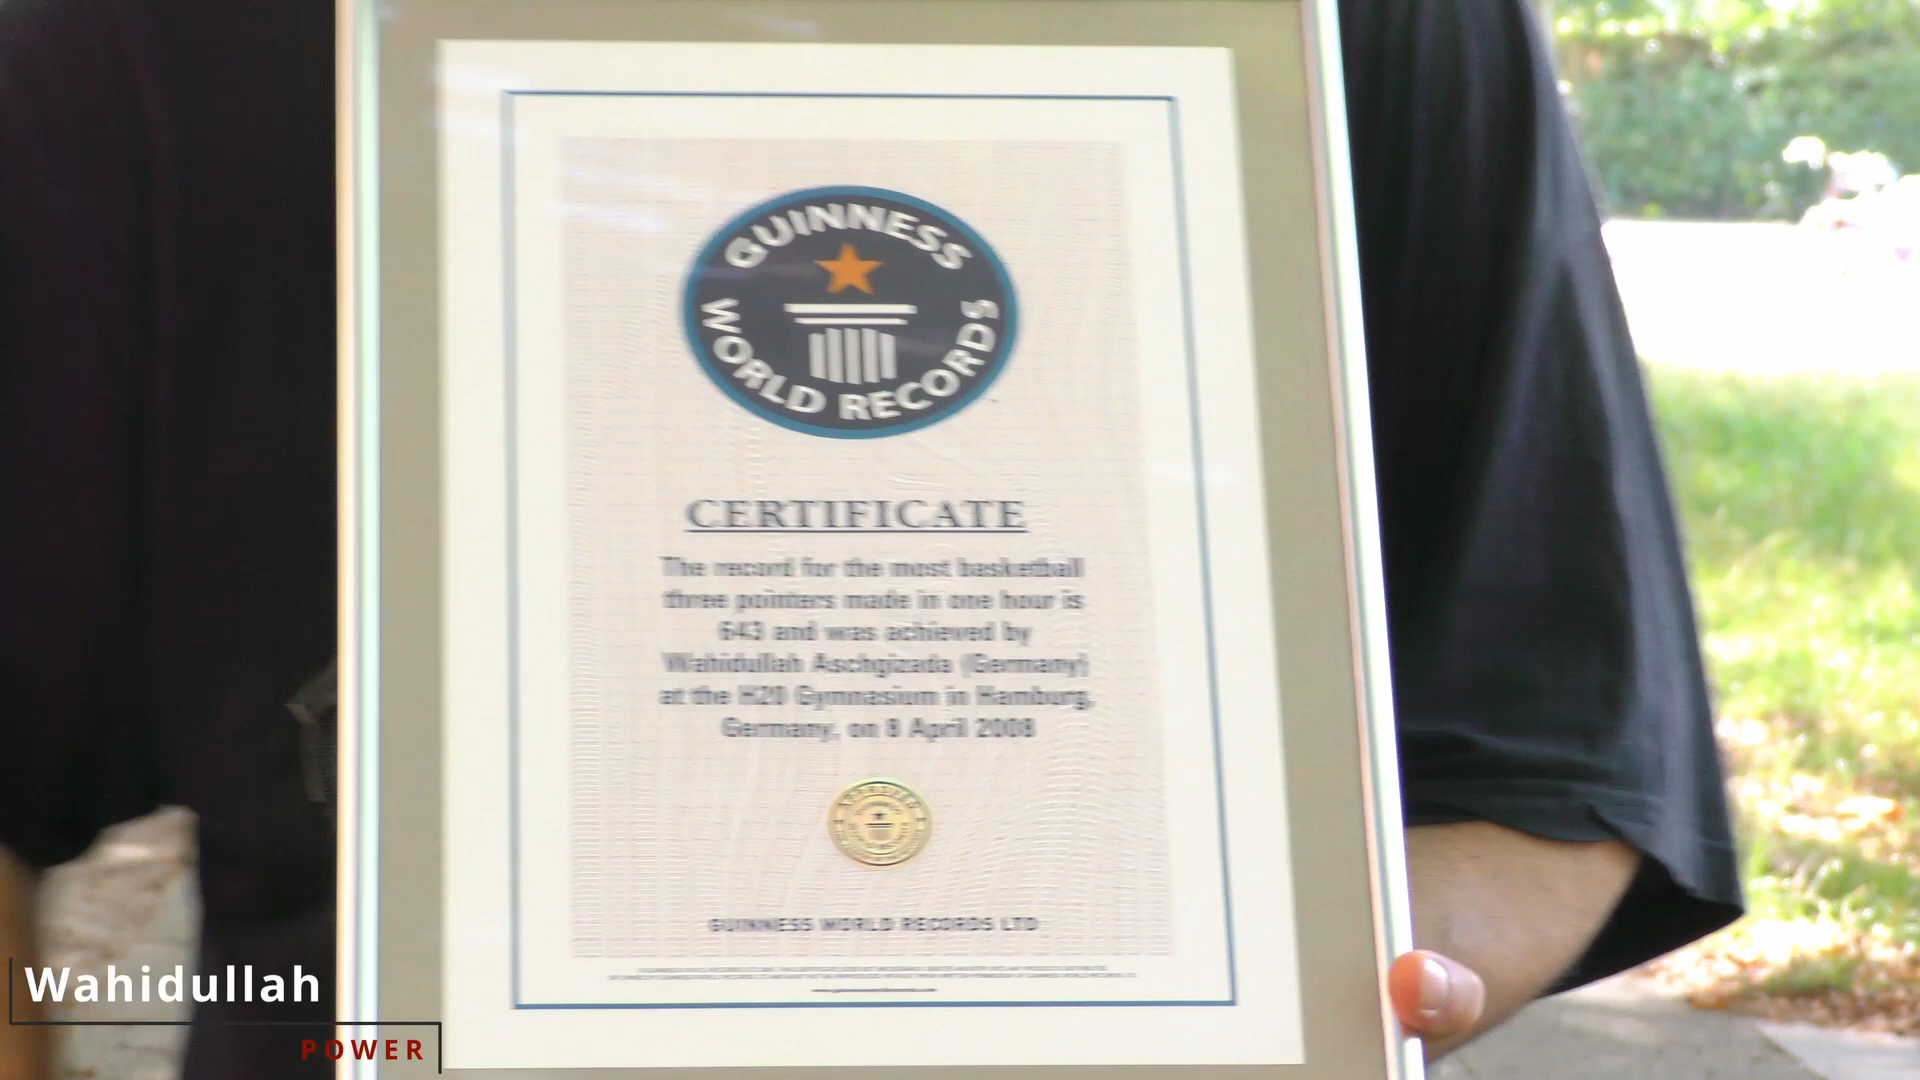 GUINNESS
WORLD RECORDS
CERTIFICATE
The record for the most basketball
three pointers made in one hour is
643 and was achieved by
Wahidullah Aschgizada (Germany)
at the H20 Gymnasium in Hamburg,
Germany, on 8 April 2008
GUINNESS WORLD RECORDS LTD
Wahidullah
POWER